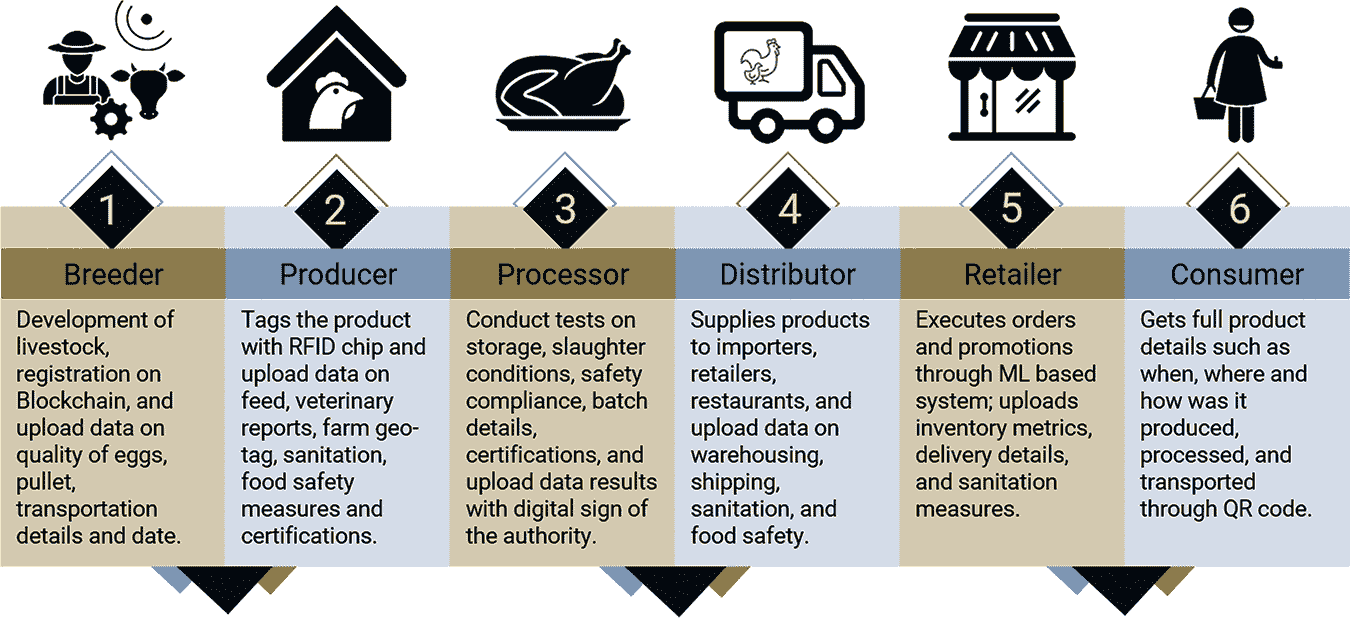 1
2
3
4
5
6
Breeder
Producer
Processor
Distributor
Retailer
Consumer
Development of
livestock,
registration on
Blockchain, and
upload data on
quality of eggs,
pullet,
transportation
details and date.
Tags the product
with RFID chip and
upload data on
feed, veterinary
reports, farm geo-
tag, sanitation,
food safety
measures and
certifications.
Conduct tests on
storage, slaughter
conditions, safety
compliance, batch
details,
certifications, and
upload data results
with digital sign of
the authority.
Supplies products
to importers,
retailers,
restaurants, and
upload data on
warehousing,
shipping,
sanitation, and
food safety.
Executes orders
and promotions
through ML based
system; uploads
inventory metrics,
delivery details,
and sanitation
measures.
Gets full product
details such as
when, where and
how was it
produced,
processed, and
transported
through QR code.